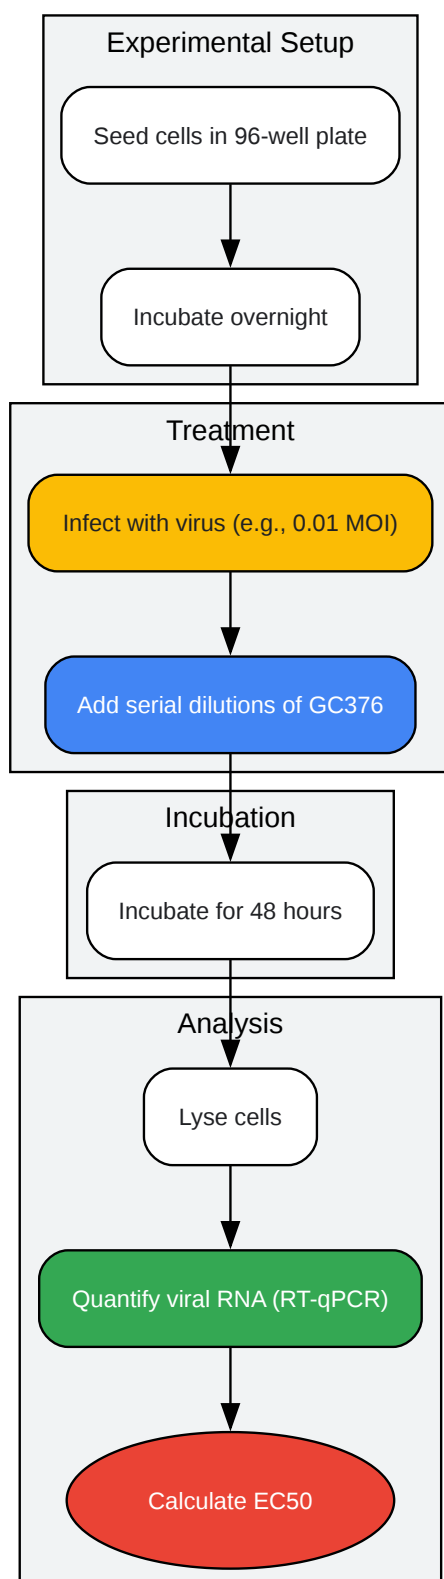 Experimental Setup
Seed cells in 96-well plate
Incubate overnight
Treatment
Infect with virus (e.g., 0.01 MOI)
Add serial dilutions of GC376
Incubation
Incubate for 48 hours
Analysis
Lyse cells
Quantify viral RNA (RT-qPCR)
Calculate EC50